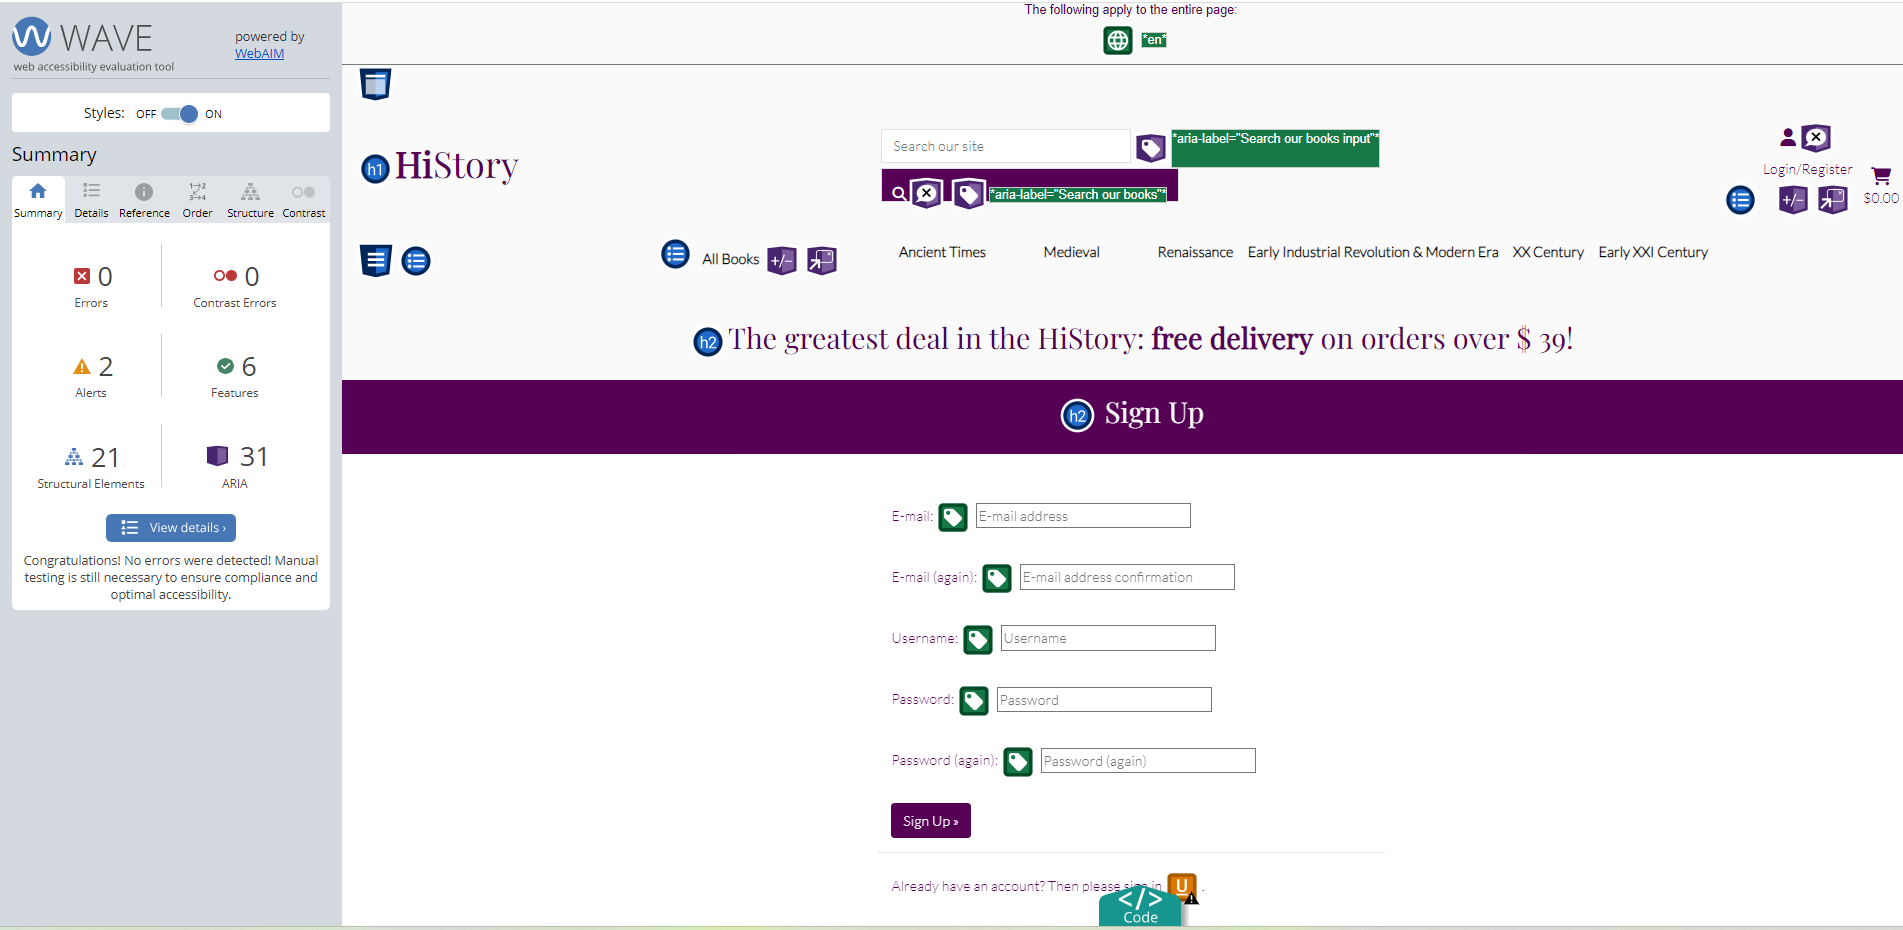 WAVE
web accessibility evaluation tool
powered by
WebAIM
Styles: OFF ON
Summary
Summary Details Reference Order Structure Contrast
0
Errors
0
Contrast Errors
2
Alerts
6
Features
21
Structural Elements
31
ARIA
View details ›
Congratulations! No errors were detected! Manual
testing is still necessary to ensure compliance and
optimal accessibility.
The following apply to the entire page:
*en*
h1 HiStory
Search our site
*aria-label="Search our books input"*
*aria-label="Search our books"*
Login/Register
+/-
$0.00
All Books +/- Ancient Times Medieval Renaissance Early Industrial Revolution & Modern Era XX Century Early XXI Century
h2 The greatest deal in the HiStory: free delivery on orders over $ 39!
h2 Sign Up
E-mail: E-mail address
E-mail (again): E-mail address confirmation
Username: Username
Password: Password
Password (again): Password (again)
Sign Up »
Already have an account? Then please sign in U .
</>
Code